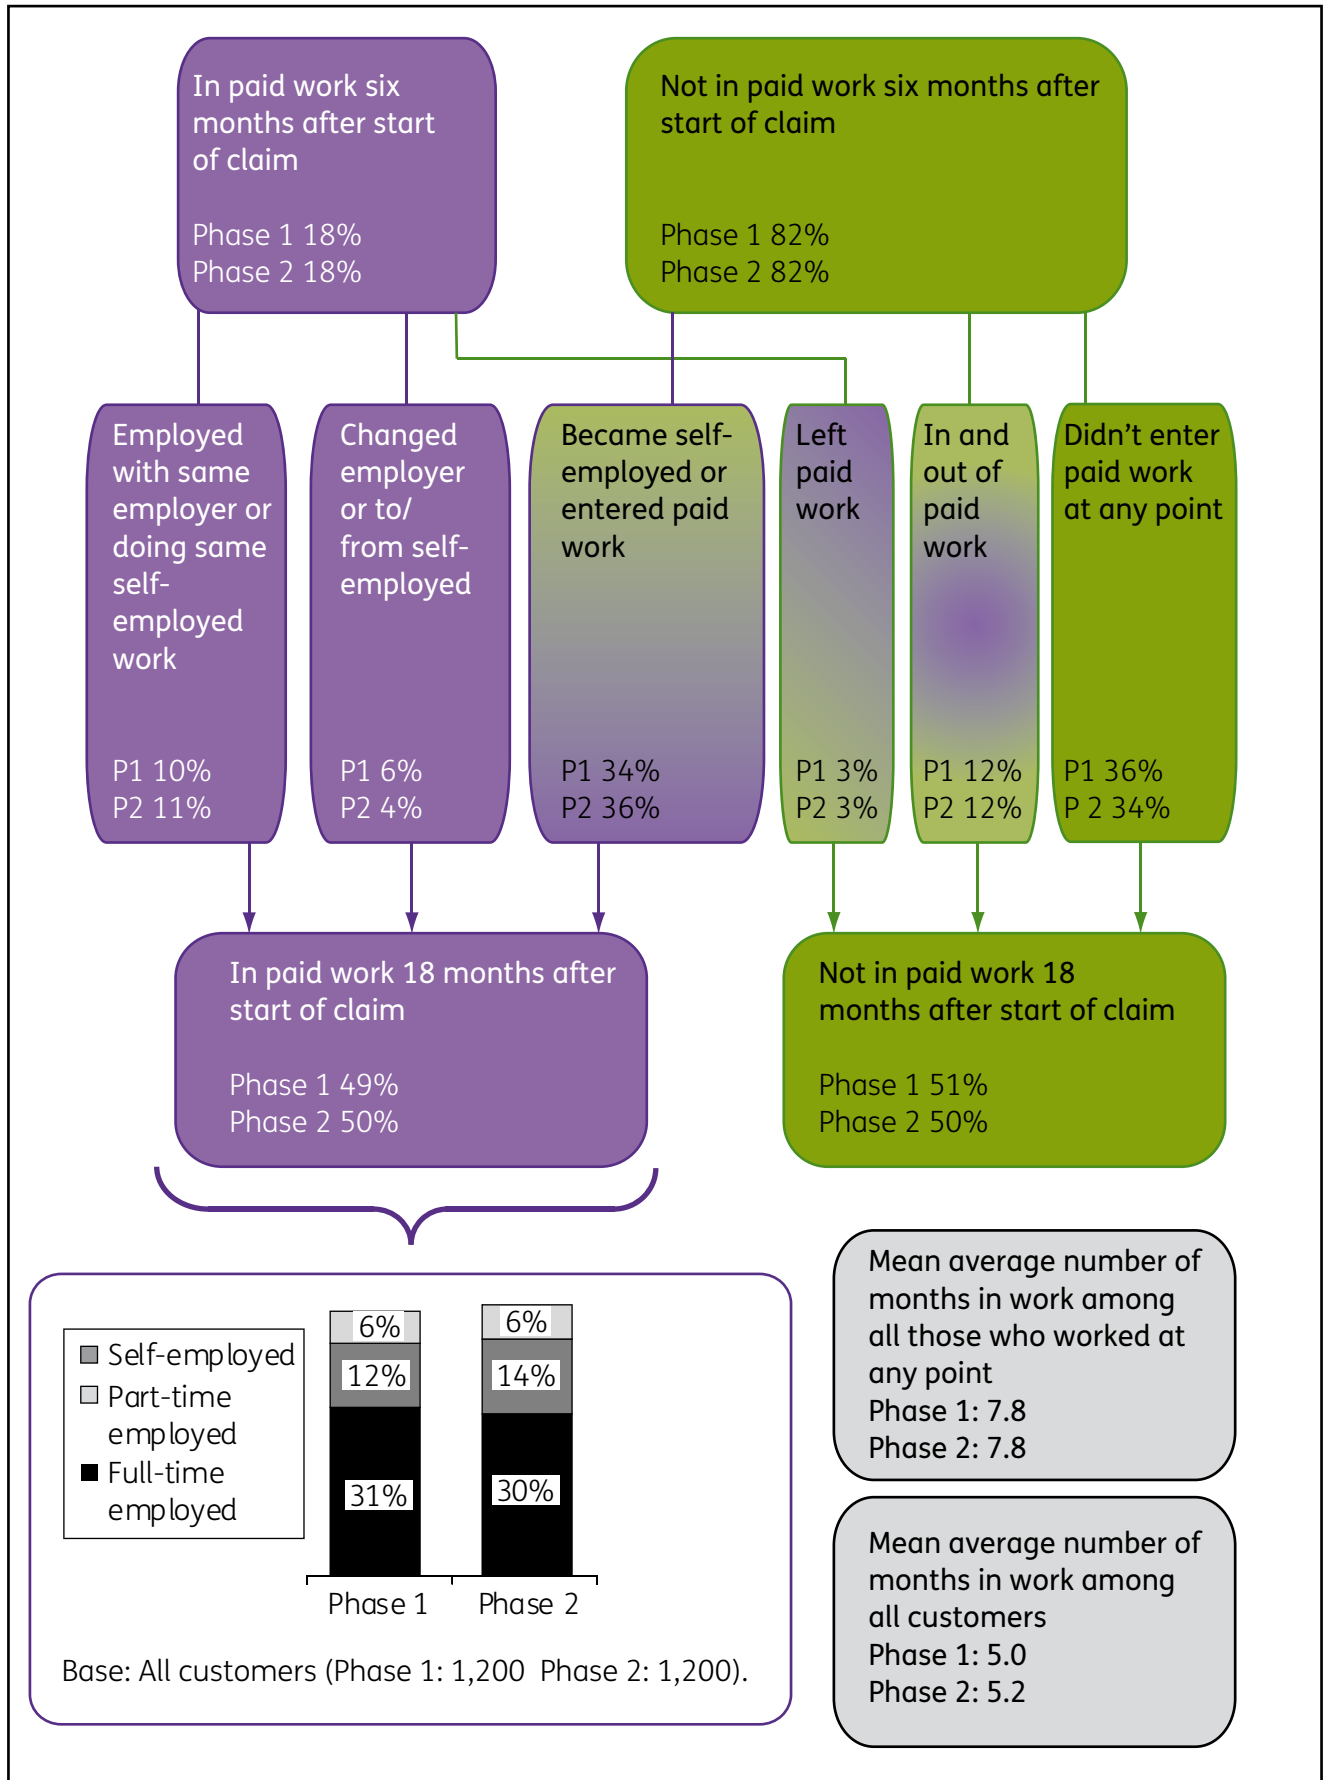 In paid work six
months after start
of claim
Phase 1 18%
Phase 2 18%
Not in paid work six months after
start of claim
Phase 1 82%
Phase 2 82%
Employed
with same
employer or
doing same
self-
employed
work
P1 10%
P2 11%
Changed
employer
or to/
from self-
employed
P1 6%
P2 4%
Became self-
employed or
entered paid
work
P1 34%
P2 36%
Left
paid
work
P1 3%
P2 3%
In and
out of
paid
work
P1 12%
P2 12%
Didn’t enter
paid work
at any point
P1 36%
P 2 34%
In paid work 18 months after
start of claim
Phase 1 49%
Phase 2 50%
Not in paid work 18
months after start of claim
Phase 1 51%
Phase 2 50%
Self-employed
Part-time
employed
Full-time
employed
6%
12%
31%
6%
14%
30%
Phase 1
Phase 2
Base: All customers (Phase 1: 1,200 Phase 2: 1,200).
Mean average number of
months in work among
all those who worked at
any point
Phase 1: 7.8
Phase 2: 7.8
Mean average number of
months in work among
all customers
Phase 1: 5.0
Phase 2: 5.2